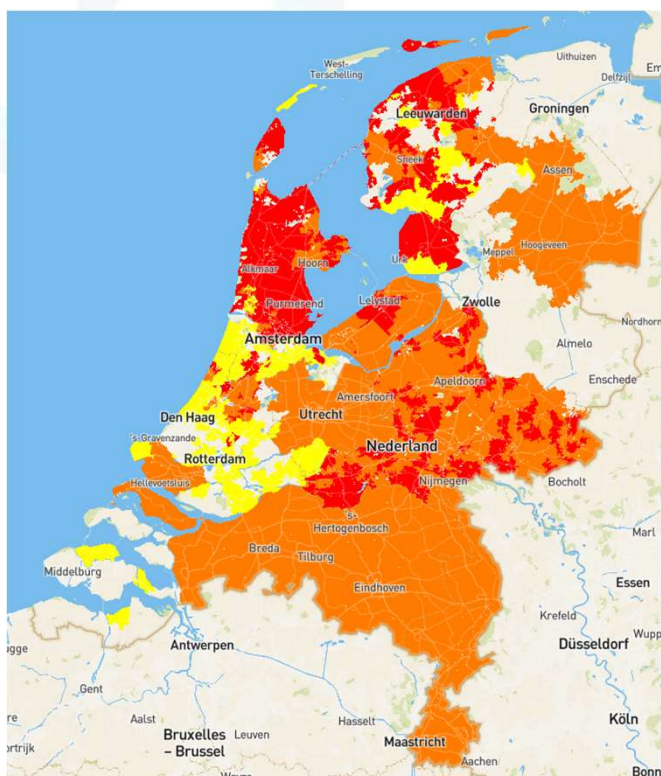 Uithuizen
West-
Terschelling
Delfzijl
Em
Leeuwarden
Groningen
Sneek
Assen
Hoogeveen
Urk
Meppel
Alkmaar
Hoorn
Lelystad
Purmerend
Zwolle
Nordhorn
Amsterdam
Almelo
Enschede
Apeldoorn
Amersfoort
Den Haag
Utrecht
's-Gravenzande
Nederland
Rotterdam
Hellevoetsluis
Nijmegen
Bocholt
's-
Hertogenbosch
Marl
Breda
Tilburg
Middelburg
Eindhoven
Essen
Krefeld
Wupp
Antwerpen
Düsseldorf
ugge
Gent
Aalst
Hasselt
Köln
Bruxelles
– Brussel
Leuven
ortrijk
Maastricht
Aachen
Bonn